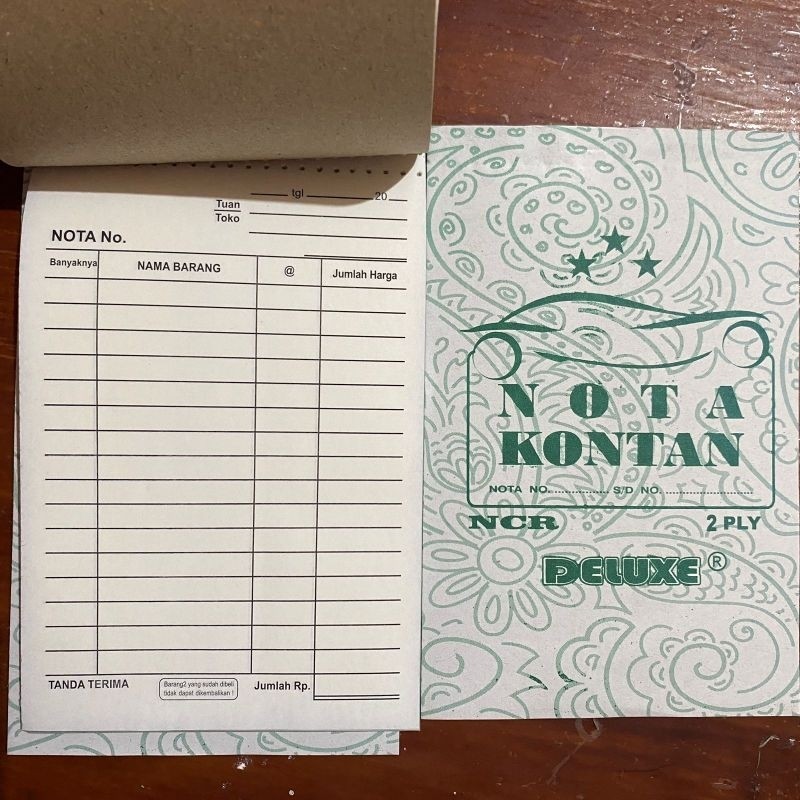 tgl 20
Tuan
Toko
NOTA No.
Banyaknya NAMA BARANG @ Jumlah Harga
TANDA TERIMA
Barang2 yang sudah dibeli
tidak dapat dikembalikan !
Jumlah Rp.
NOTA
KONTAN
NOTA NO. S/D NO.
NCR 2 PLY
DELUXE ®